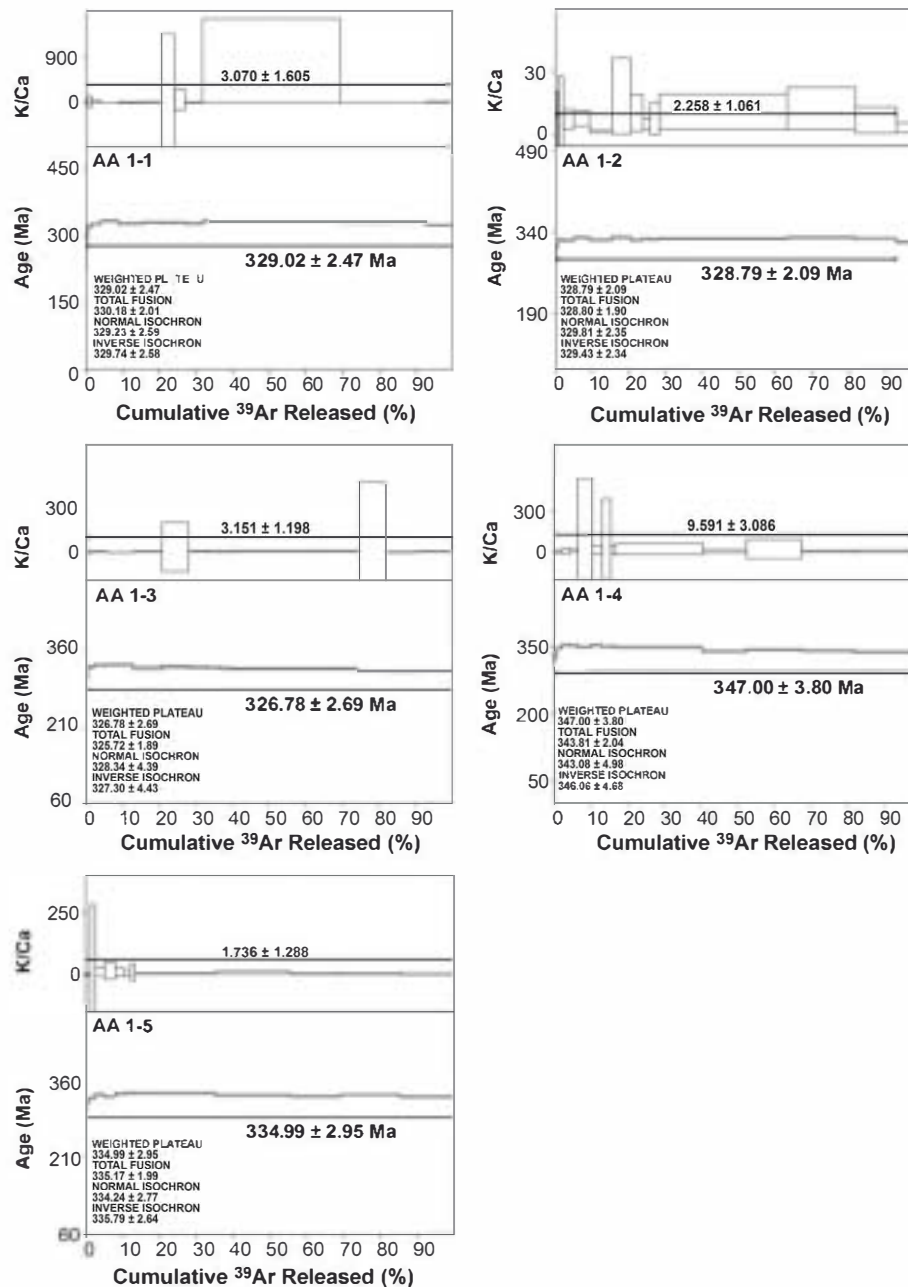 K/Ca
900
0
3.070 ± 1.605
AA 1-1
Age (Ma)
450
300
150
0
329.02 ± 2.47 Ma
WEIGHTED
329.02 ± 2.47
TOTAL FUSION
330.18 ± 2.01
NORMAL ISOCHRON
329.23 ± 2.59
INVERSE ISOCHRON
329.74 ± 2.58
0 10 20 30 40 50 60 70 80 90
Cumulative ³⁹Ar Released (%)
K/Ca
30
0
2.258 ± 1.061
AA 1-2
Age (Ma)
490
340
190
328.79 ± 2.09 Ma
WEIGHTED PLATEAU
328.79 ± 2.09
TOTAL FUSION
328.80 ± 1.90
NORMAL ISOCHRON
329.81 ± 2.35
INVERSE ISOCHRON
329.43 ± 2.34
0 10 20 30 40 50 60 70 80 90
Cumulative ³⁹Ar Released (%)
K/Ca
300
0
3.151 ± 1.198
AA 1-3
Age (Ma)
360
210
60
326.78 ± 2.69 Ma
WEIGHTED PLATEAU
326.78 ± 2.69
TOTAL FUSION
325.72 ± 1.89
NORMAL ISOCHRON
328.34 ± 4.39
INVERSE ISOCHRON
327.30 ± 4.43
0 10 20 30 40 50 60 70 80 90
Cumulative ³⁹Ar Released (%)
K/Ca
300
0
9.591 ± 3.086
AA 1-4
Age (Ma)
350
200
50
347.00 ± 3.80 Ma
WEIGHTED PLATEAU
347.00 ± 3.80
TOTAL FUSION
343.81 ± 2.04
NORMAL ISOCHRON
343.08 ± 4.98
INVERSE ISOCHRON
346.06 ± 4.68
0 10 20 30 40 50 60 70 80 90
Cumulative ³⁹Ar Released (%)
K/Ca
250
0
1.736 ± 1.288
AA 1-5
Age (Ma)
360
210
60
334.99 ± 2.95 Ma
WEIGHTED PLATEAU
334.99 ± 2.95
TOTAL FUSION
335.17 ± 1.99
NORMAL ISOCHRON
334.24 ± 2.77
INVERSE ISOCHRON
335.79 ± 2.64
0 10 20 30 40 50 60 70 80 90
Cumulative ³⁹Ar Released (%)